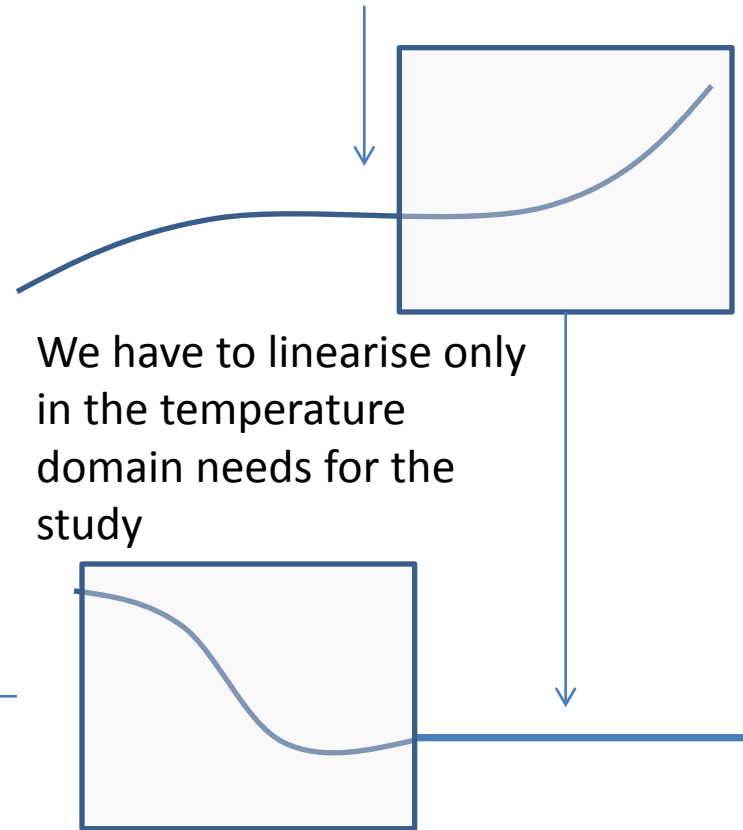 We have to linearise only
in the temperature
domain needs for the
study